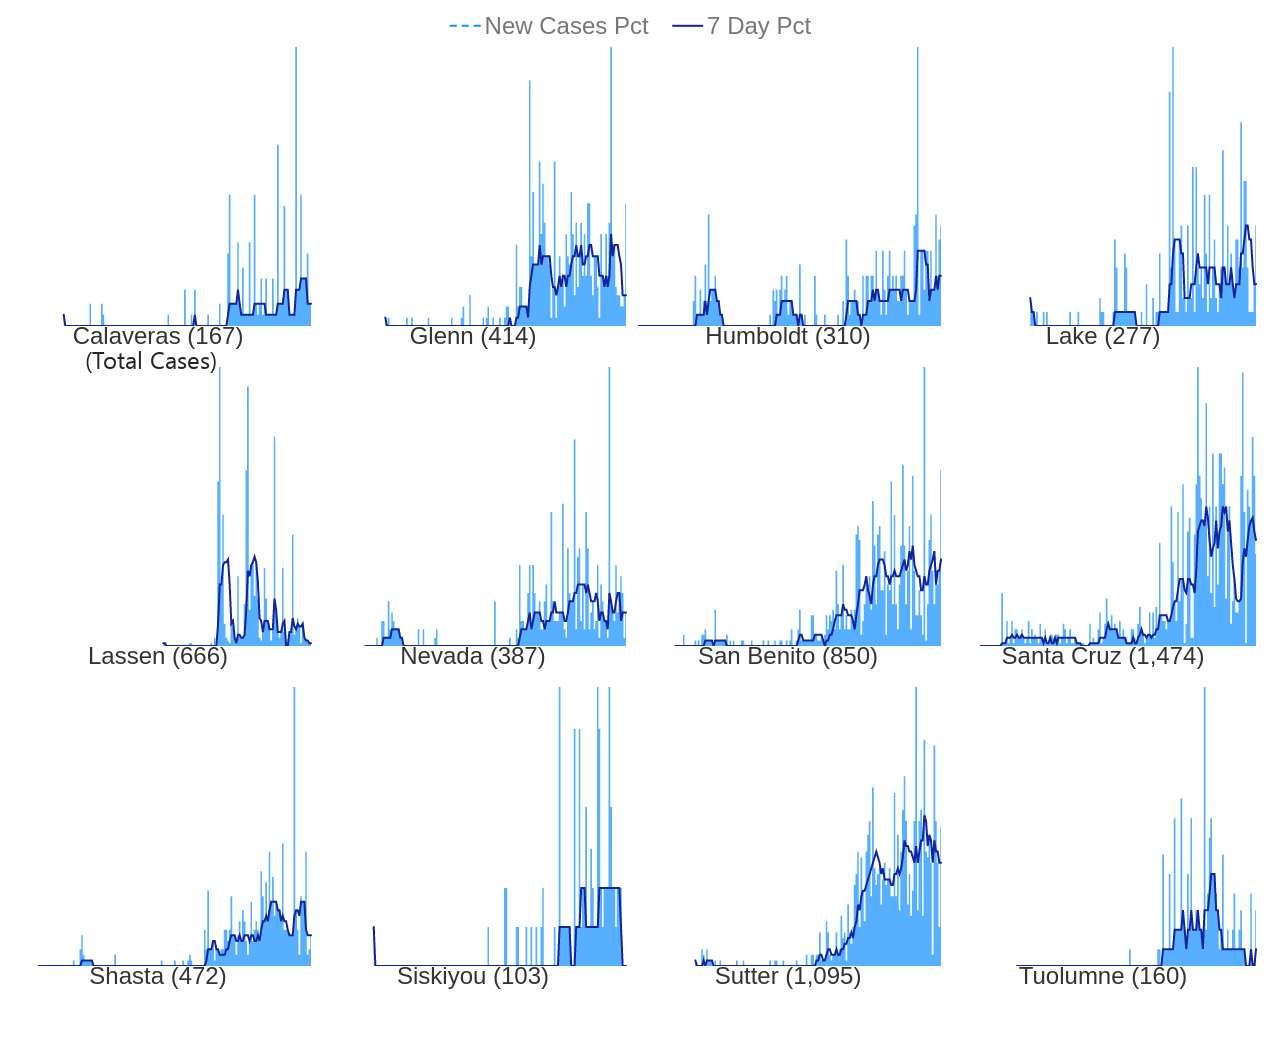 New Cases Pct 7 Day Pct
Calaveras (167) Glenn (414) Humboldt (310) Lake (277)
(Total Cases)
Lassen (666) Nevada (387) San Benito (850) Santa Cruz (1,474)
Shasta (472) Siskiyou (103) Sutter (1,095) Tuolumne (160)